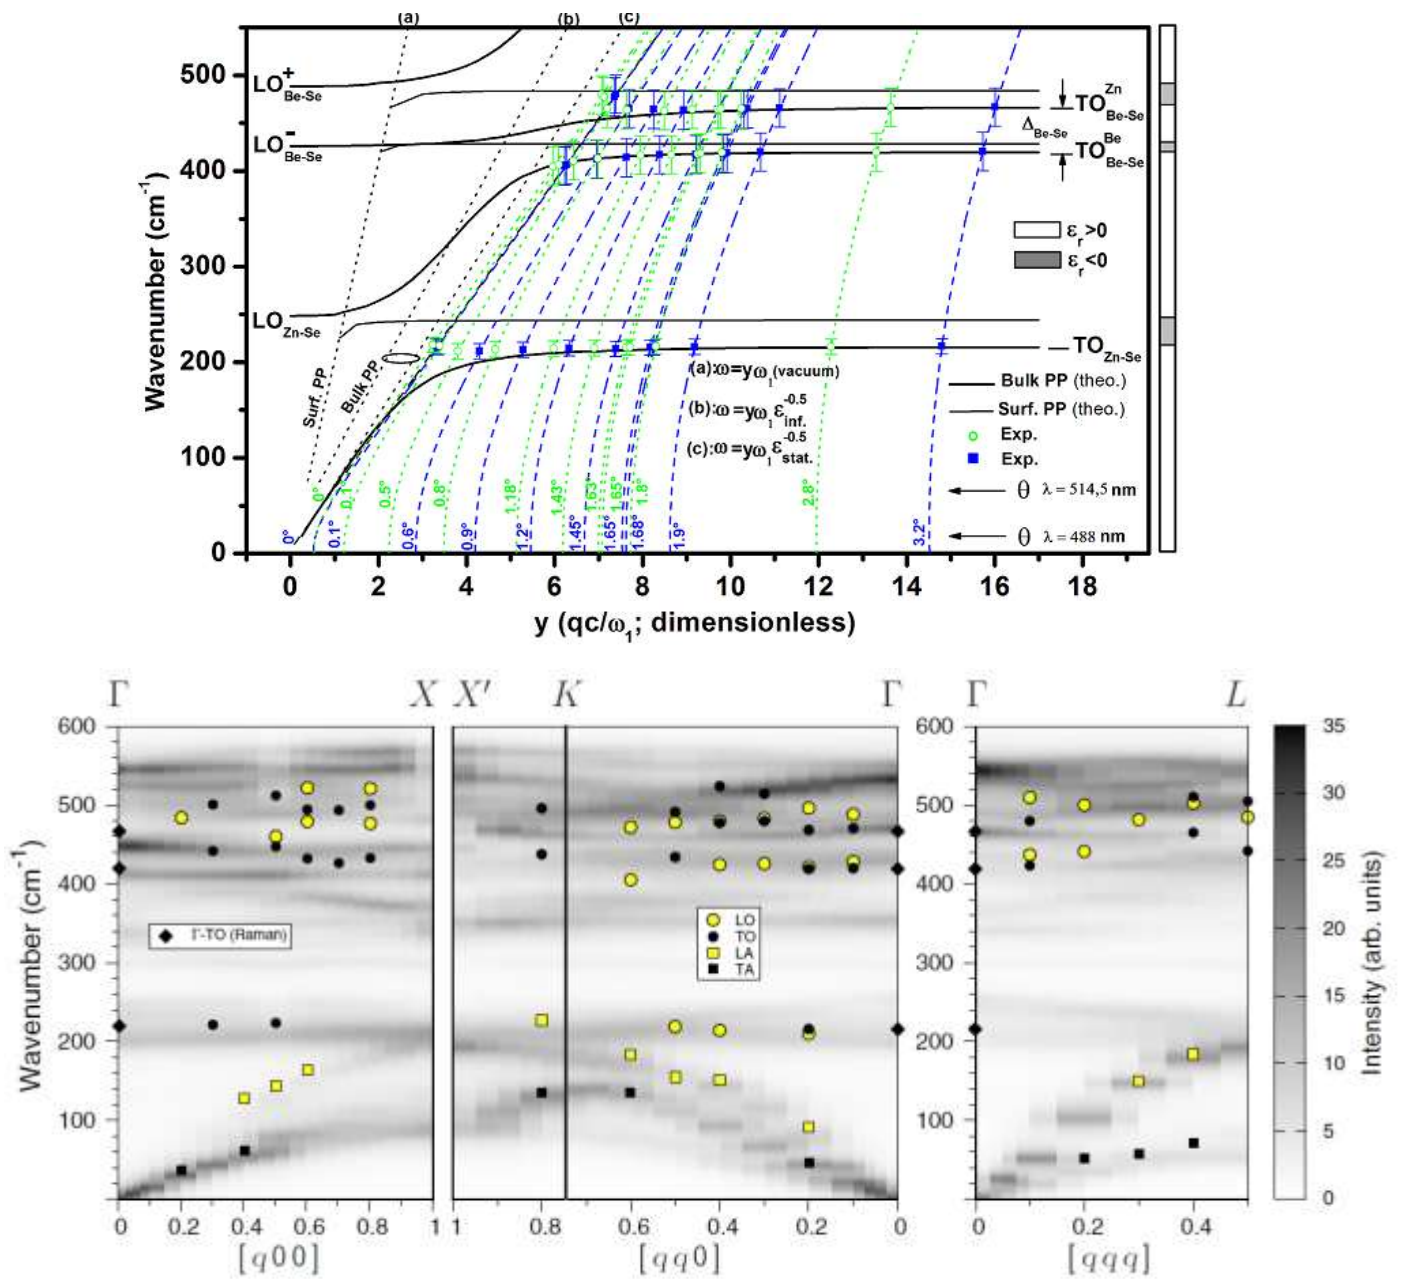 (a) (b) (c)
500
400
300
200
100
0
Wavenumber (cm⁻¹)
LO⁺Be-Se
LO⁻Be-Se
LOZn-Se
TOZnBe-Se
ΔBe-Se
TOBeBe-Se
TOZn-Se
εr>0
εr<0
Surf. PP
Bulk PP
(a):ω=yω1(vacuum)
(b):ω=yω1 ε-0.5inf.
(c):ω=yω1 ε-0.5stat.
Bulk PP (theo.)
Surf. PP (theo.)
Exp.
Exp.
θ λ = 514,5 nm
θ λ = 488 nm
0° 0.1° 0.5° 0.8° 1.18° 1.43° 1.63° 1.65° 1.8° 2.8°
0° 0.1° 0.6° 0.9° 1.2° 1.45° 1.65° 1.68° 1.9° 3.2°
0 2 4 6 8 10 12 14 16 18
y (qc/ω1; dimensionless)
Γ X X' K Γ Γ L
600
500
400
300
200
100
Wavenumber (cm⁻¹)
Γ-TO (Raman)
LO
TO
LA
TA
600
500
400
300
200
100
35
30
25
20
15
10
5
0
Intensity (arb. units)
0 0.2 0.4 0.6 0.8 1
1 0.8 0.6 0.4 0.2 0
0 0.2 0.4
[q00]
[qq0]
[qqq]